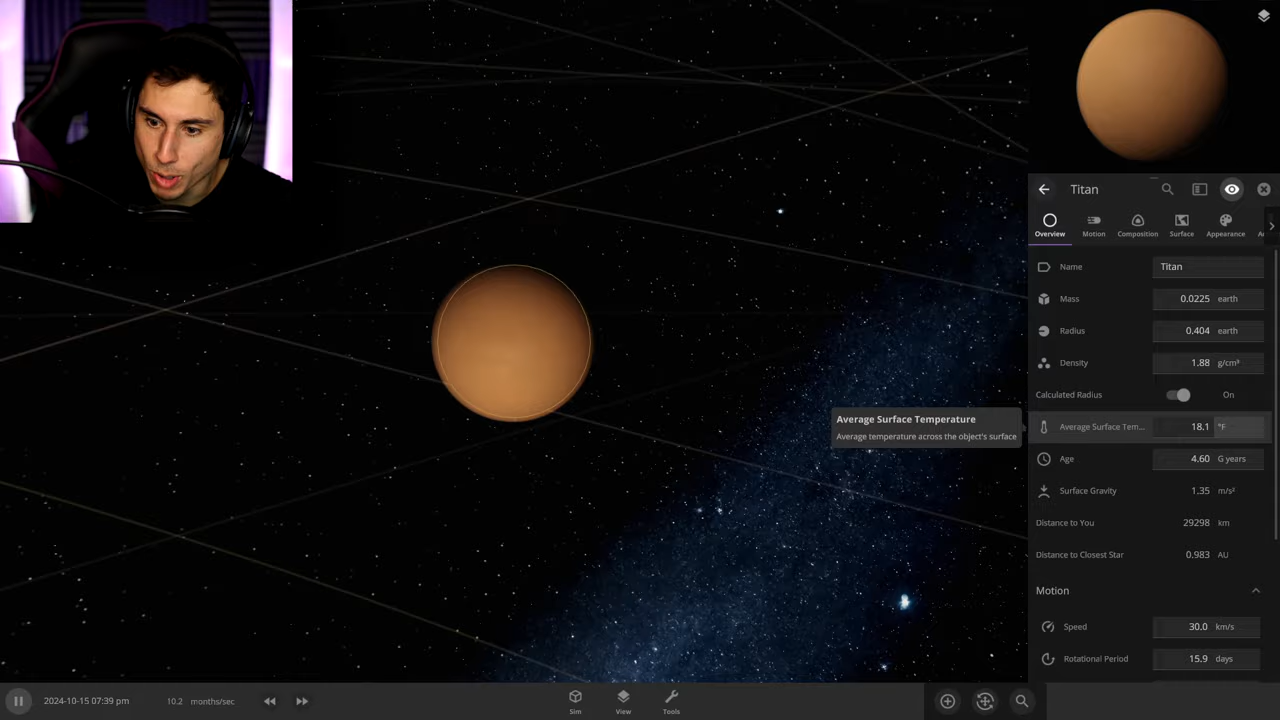 Titan
Overview
Motion
Composition
Surface
Appearance
Name
Titan
Mass
0.0225 earth
Radius
0.404 earth
Density
1.88 g/cm³
Calculated Radius
On
Average Surface Temperature
Average temperature across the object's surface
Average Surface Tem...
18.1 °F
Age
4.60 G years
Surface Gravity
1.35 m/s²
Distance to You
29298 km
Distance to Closest Star
0.983 AU
Motion
Speed
30.0 km/s
Rotational Period
15.9 days
2024-10-15 07:39 pm
10.2 months/sec
Sim
View
Tools